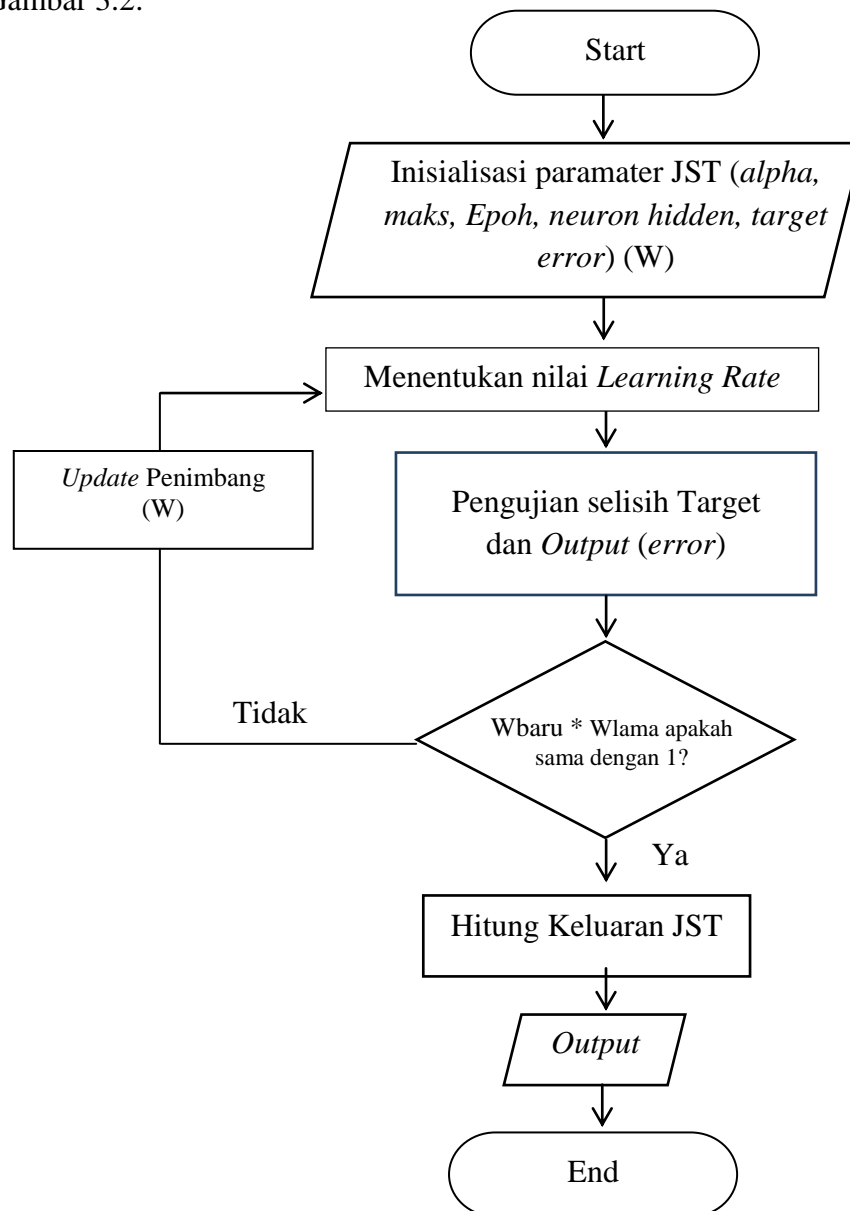 Gambar 3.2.
Start
Inisialisasi paramater JST (alpha,
maks, Epoh, neuron hidden, target
error) (W)
Menentukan nilai Learning Rate
Update Penimbang
(W)
Pengujian selisih Target
dan Output (error)
Tidak
Wbaru * Wlama apakah
sama dengan 1?
Ya
Hitung Keluaran JST
Output
End